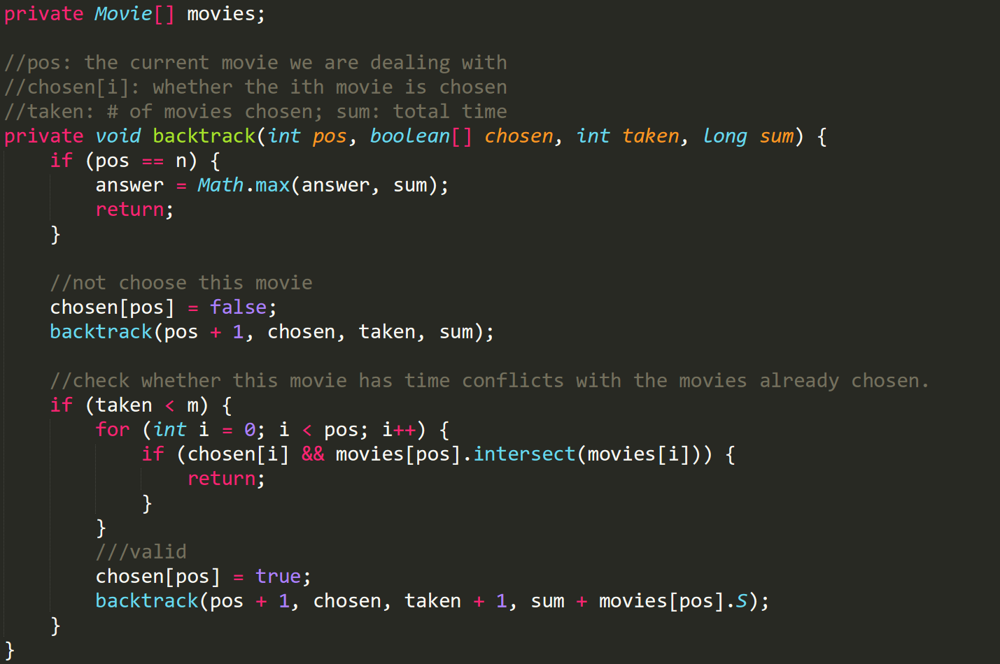 private Movie[] movies;

//pos: the current movie we are dealing with
//chosen[i]: whether the ith movie is chosen
//taken: # of movies chosen; sum: total time
private void backtrack(int pos, boolean[] chosen, int taken, long sum) {
    if (pos == n) {
        answer = Math.max(answer, sum);
        return;
    }

    //not choose this movie
    chosen[pos] = false;
    backtrack(pos + 1, chosen, taken, sum);

    //check whether this movie has time conflicts with the movies already chosen.
    if (taken < m) {
        for (int i = 0; i < pos; i++) {
            if (chosen[i] && movies[pos].intersect(movies[i])) {
                return;
            }
        }
        ///valid
        chosen[pos] = true;
        backtrack(pos + 1, chosen, taken + 1, sum + movies[pos].S);
    }
}